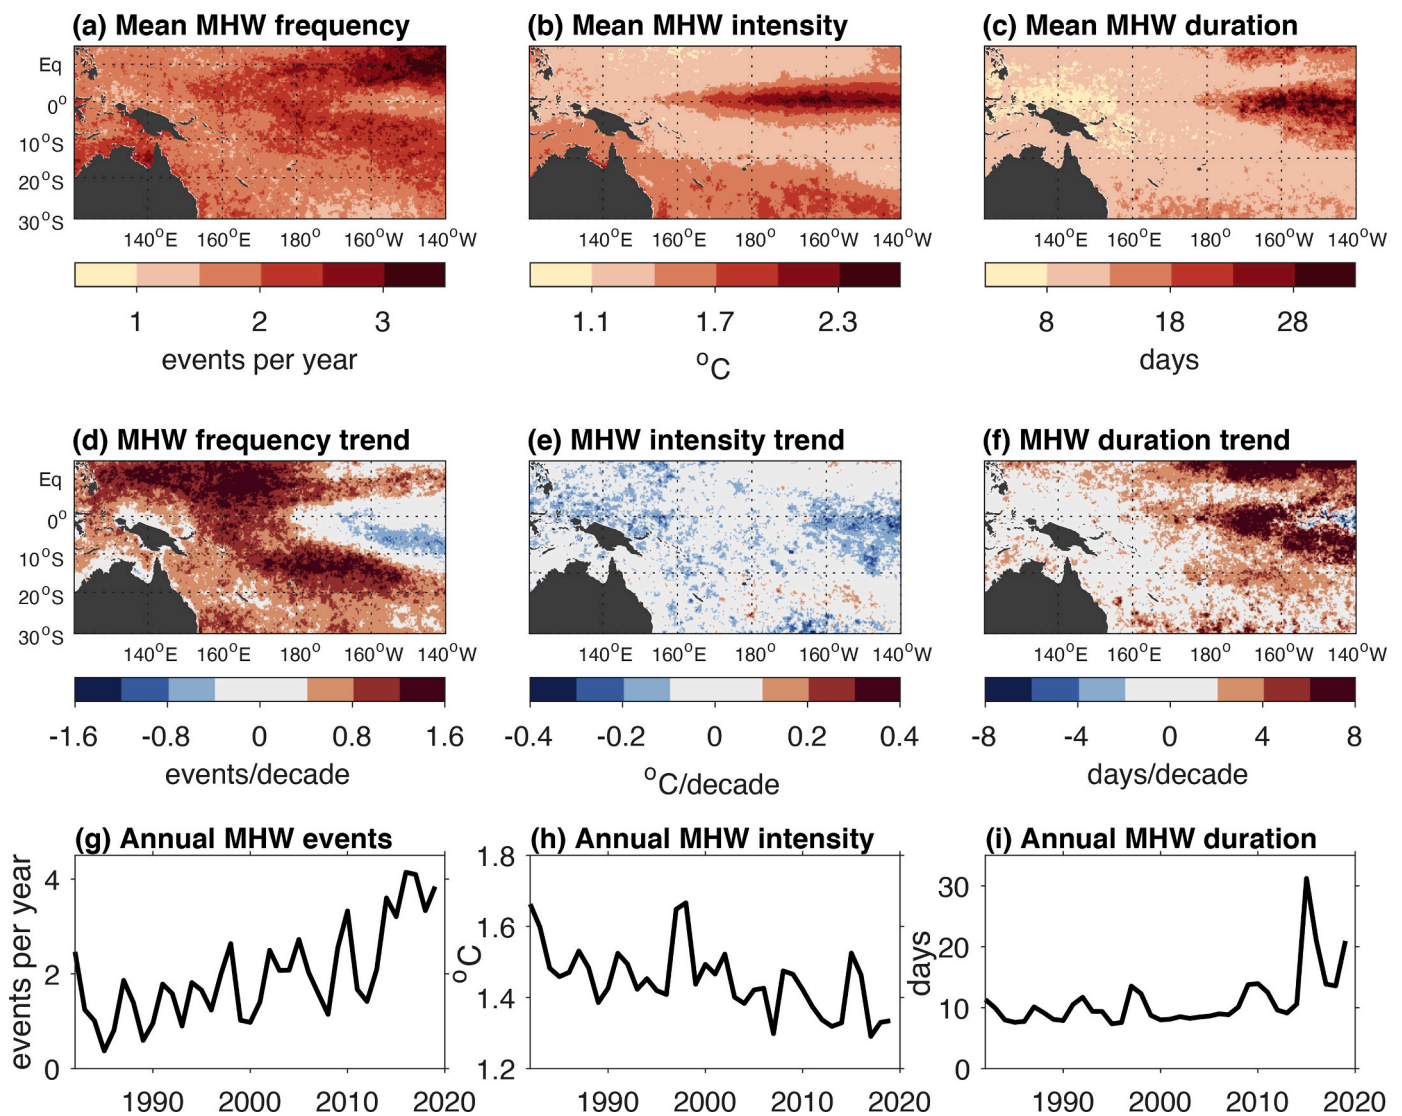 (a) Mean MHW frequency
(b) Mean MHW intensity
(c) Mean MHW duration
Eq
0°
10°S
20°S
30°S
140°E 160°E 180° 160°W 140°W
140°E 160°E 180° 160°W 140°W
140°E 160°E 180° 160°W 140°W
1 2 3
1.1 1.7 2.3
8 18 28
events per year
°C
days
(d) MHW frequency trend
(e) MHW intensity trend
(f) MHW duration trend
Eq
0°
10°S
20°S
30°S
140°E 160°E 180° 160°W 140°W
140°E 160°E 180° 160°W 140°W
140°E 160°E 180° 160°W 140°W
-1.6 -0.8 0 0.8 1.6
-0.4 -0.2 0 0.2 0.4
-8 -4 0 4 8
events/decade
°C/decade
days/decade
(g) Annual MHW events
events per year
4
2
0
1990 2000 2010 2020
(h) Annual MHW intensity
°C
1.8
1.6
1.4
1.2
1990 2000 2010 2020
(i) Annual MHW duration
days
30
20
10
0
1990 2000 2010 2020